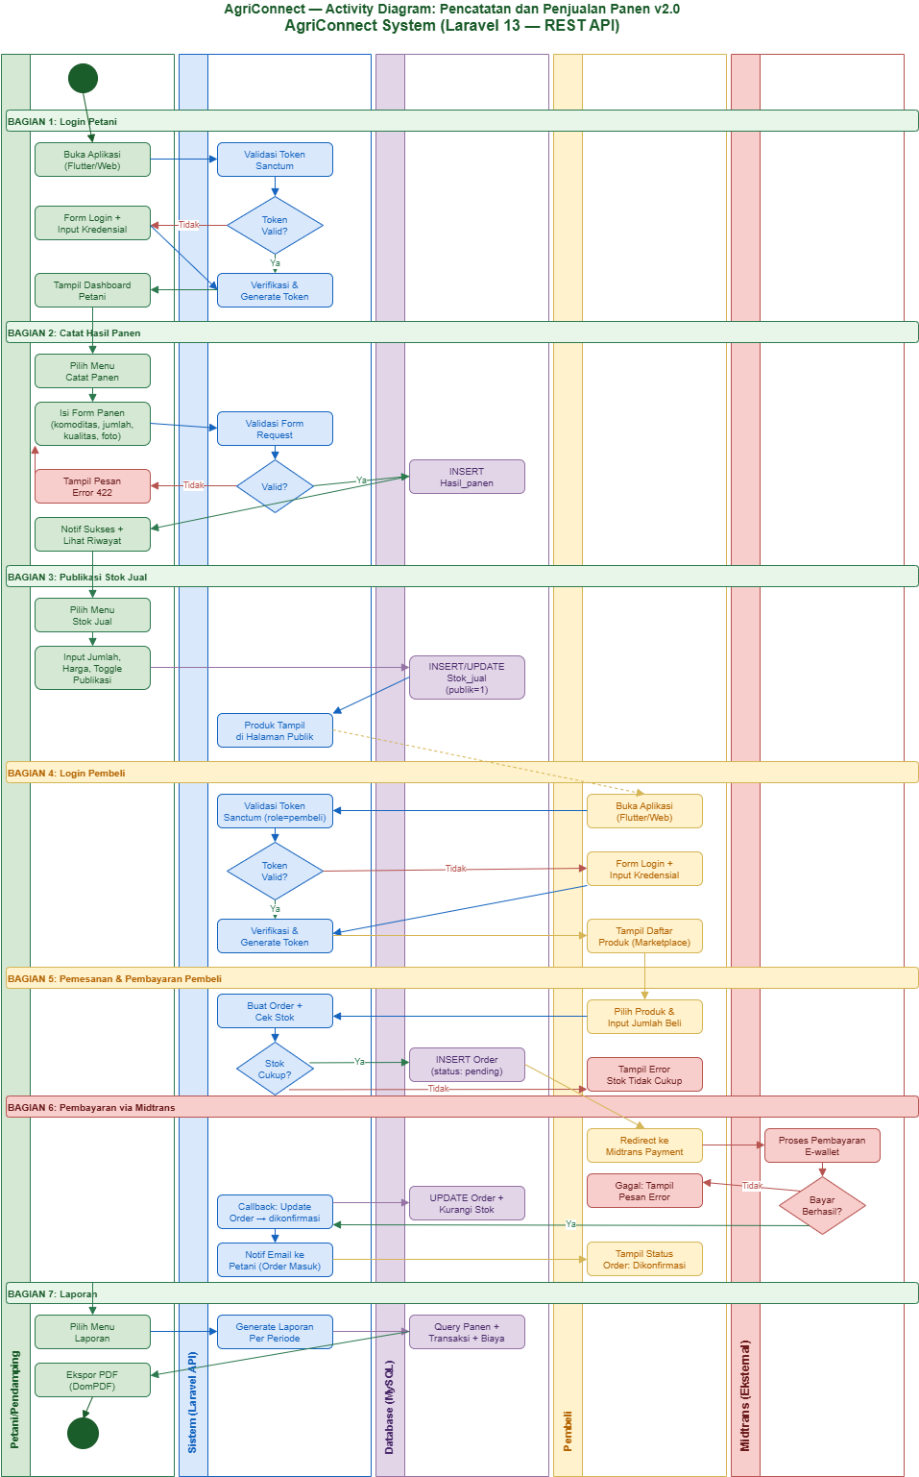 AgriConnect — Activity Diagram: Pencatatan dan Penjualan Panen v2.0
AgriConnect System (Laravel 13 — REST API)
BAGIAN 1: Login Petani
Buka Aplikasi
(Flutter/Web)
Validasi Token
Sanctum
Form Login +
Input Kredensial
Tidak
Token
Valid?
Ya
Tampil Dashboard
Petani
Verifikasi &
Generate Token
BAGIAN 2: Catat Hasil Panen
Pilih Menu
Catat Panen
Isi Form Panen
(komoditas, jumlah,
kualitas, foto)
Validasi Form
Request
Tampil Pesan
Error 422
Tidak
Valid?
Ya
INSERT
Hasil_panen
Notif Sukses +
Lihat Riwayat
BAGIAN 3: Publikasi Stok Jual
Pilih Menu
Stok Jual
Input Jumlah,
Harga, Toggle
Publikasi
INSERT/UPDATE
Stok_jual
(publik=1)
Produk Tampil
di Halaman Publik
BAGIAN 4: Login Pembeli
Validasi Token
Sanctum (role=pembeli)
Buka Aplikasi
(Flutter/Web)
Token
Valid?
Tidak
Form Login +
Input Kredensial
Ya
Verifikasi &
Generate Token
Tampil Daftar
Produk (Marketplace)
BAGIAN 5: Pemesanan & Pembayaran Pembeli
Buat Order +
Cek Stok
Pilih Produk &
Input Jumlah Beli
Stok
Cukup?
Ya
INSERT Order
(status: pending)
Tampil Error
Stok Tidak Cukup
Tidak
BAGIAN 6: Pembayaran via Midtrans
Redirect ke
Midtrans Payment
Proses Pembayaran
E-wallet
Gagal: Tampil
Pesan Error
Tidak
Bayar
Berhasil?
Callback: Update
Order → dikonfirmasi
UPDATE Order +
Kurangi Stok
Ya
Notif Email ke
Petani (Order Masuk)
Tampil Status
Order: Dikonfirmasi
BAGIAN 7: Laporan
Pilih Menu
Laporan
Generate Laporan
Per Periode
Query Panen +
Transaksi + Biaya
Ekspor PDF
(DomPDF)
Petani/Pendamping
Sistem (Laravel API)
Database (MySQL)
Pembeli
Midtrans (Eksternal)